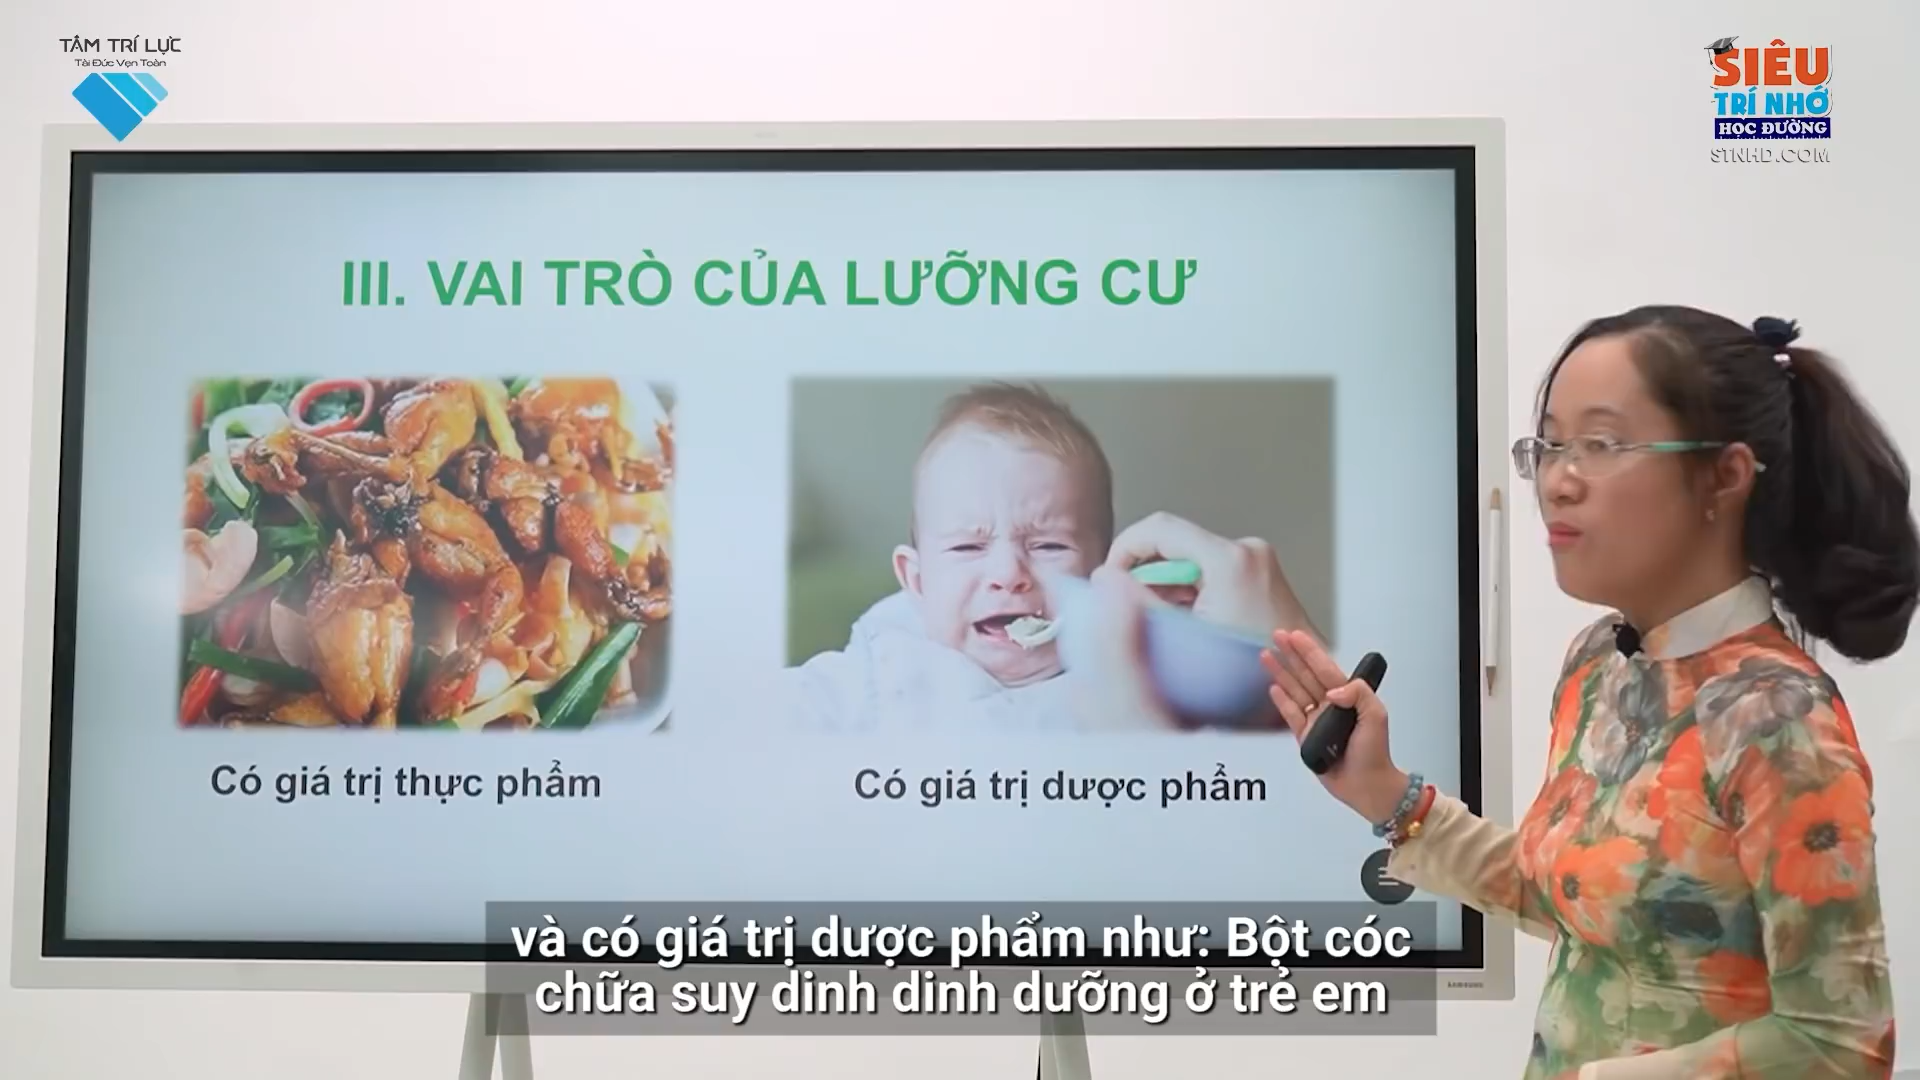 TÂM TRÍ LỰC
Tài Đức Vẹn Toàn
SIÊU
TRÍ NHỚ
HỌC ĐƯỜNG
STNHD.COM
III. VAI TRÒ CỦA LƯỠNG CƯ
Có giá trị thực phẩm
Có giá trị dược phẩm
SAMSUNG
và có giá trị dược phẩm như: Bột cóc
chữa suy dinh dinh dưỡng ở trẻ em